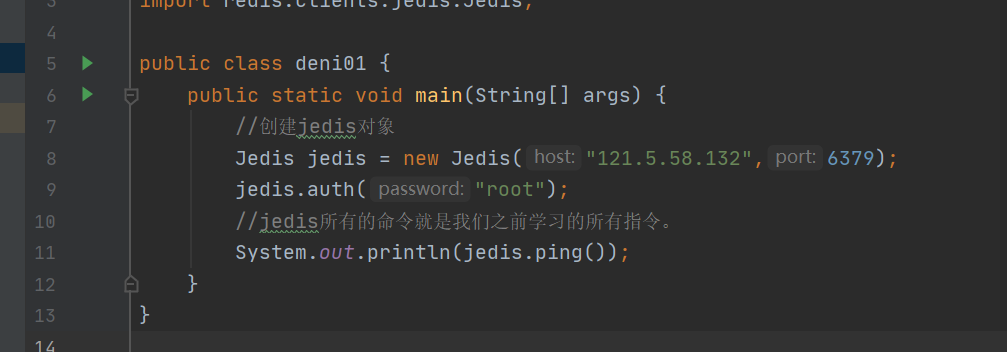 3 import redis.clients.jedis.Jedis;
4
5 public class deni01 {
6 public static void main(String[] args) {
7 //创建jedis对象
8 Jedis jedis = new Jedis( host: "121.5.58.132", port: 6379);
9 jedis.auth( password: "root");
10 //jedis所有的命令就是我们之前学习的所有指令。
11 System.out.println(jedis.ping());
12 }
13 }
14